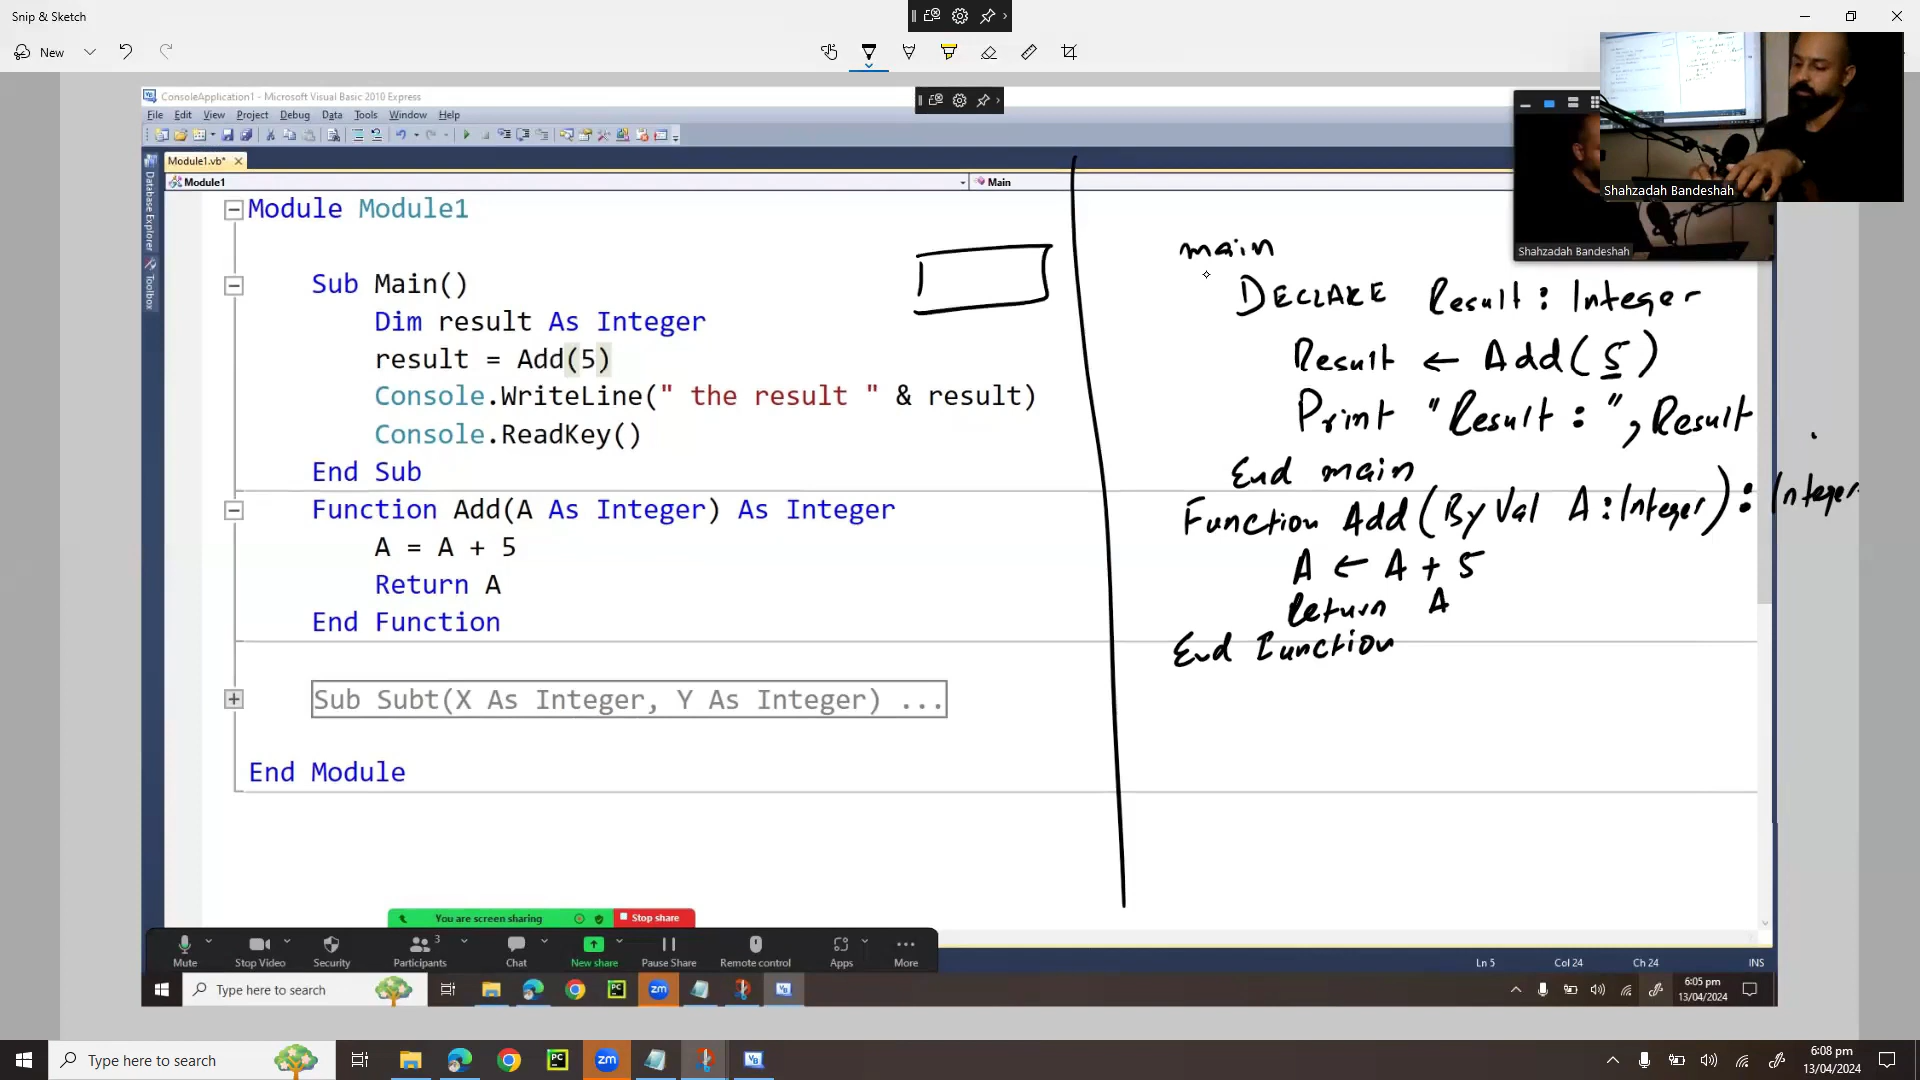 Snip & Sketch
New
ConsoleApplication1 - Microsoft Visual Basic 2010 Express
File Edit View Project Debug Data Tools Window Help
Module1.vb*
Module1
Main
Database Explorer
Toolbox
Shahzadah Bandeshah
Shahzadah Bandeshah
Module Module1
Sub Main()
Dim result As Integer
result = Add(5)
Console.WriteLine(" the result " & result)
Console.ReadKey()
End Sub
Function Add(A As Integer) As Integer
A = A + 5
Return A
End Function
Sub Subt(X As Integer, Y As Integer) ...
End Module
main
DECLARE Result : Integer
Result ← Add(5)
Print "Result : ", Result
End main
Function Add(By Val A : Integer) : Integer
A ← A + 5
Return A
End Function
You are screen sharing
Stop share
Mute
Stop Video
Security
Participants
3
Chat
New share
Pause Share
Remote control
Apps
More
Ln 5
Col 24
Ch 24
INS
Type here to search
6:05 pm
13/04/2024
Type here to search
6:08 pm
13/04/2024